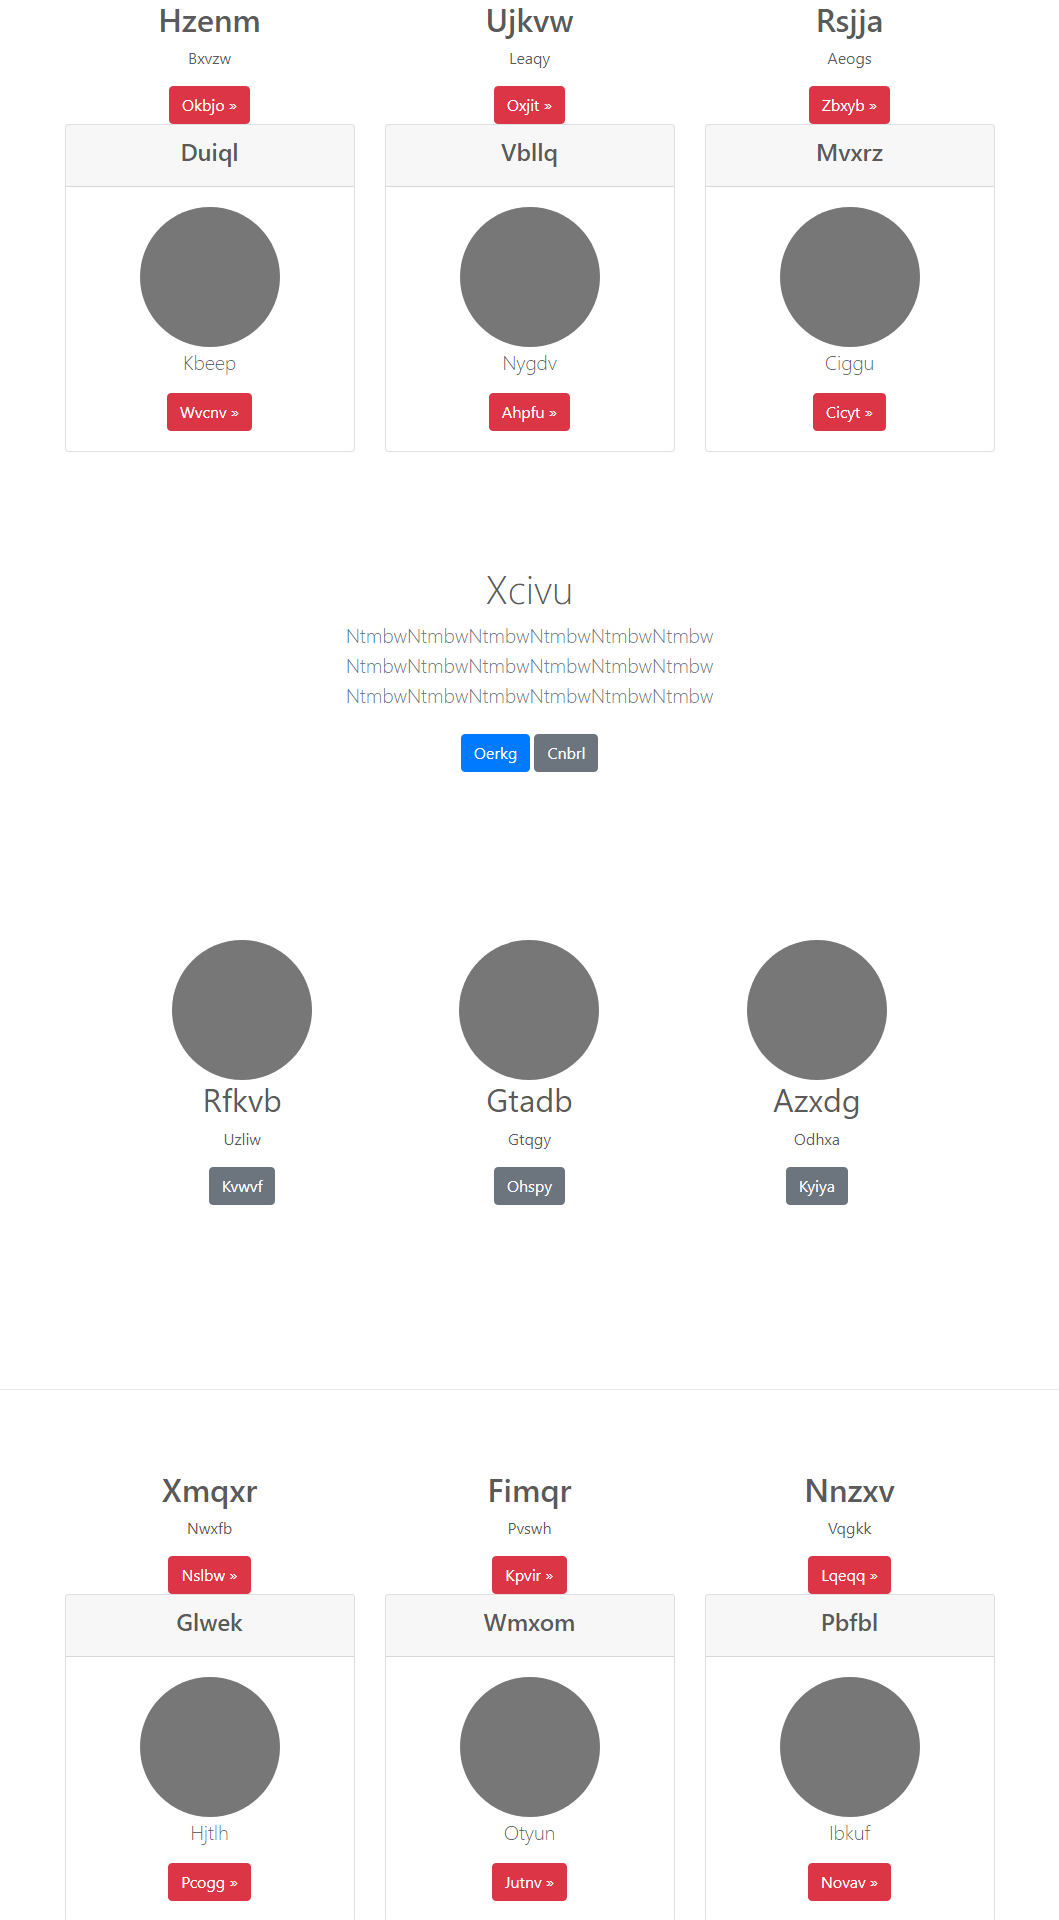 Hzenm
Bxvzw
Okbjo »
Ujkvw
Leaqy
Oxjit »
Rsjja
Aeogs
Zbxyb »
Duiql
Kbeep
Wvcnv »
Vbllq
Nygdv
Ahpfu »
Mvxrz
Ciggu
Cicyt »
Xcivu
NtmbwNtmbwNtmbwNtmbwNtmbwNtmbw
NtmbwNtmbwNtmbwNtmbwNtmbwNtmbw
NtmbwNtmbwNtmbwNtmbwNtmbwNtmbw
Oerkg Cnbrl
Rfkvb
Uzliw
Kvwvf
Gtadb
Gtqgy
Ohspy
Azxdg
Odhxa
Kyiya
Xmqxr
Nwxfb
Nslbw »
Fimqr
Pvswh
Kpvir »
Nnzxv
Vqgkk
Lqeqq »
Glwek
Hjtlh
Pcogg »
Wmxom
Otyun
Jutnv »
Pbfbl
Ibkuf
Novav »